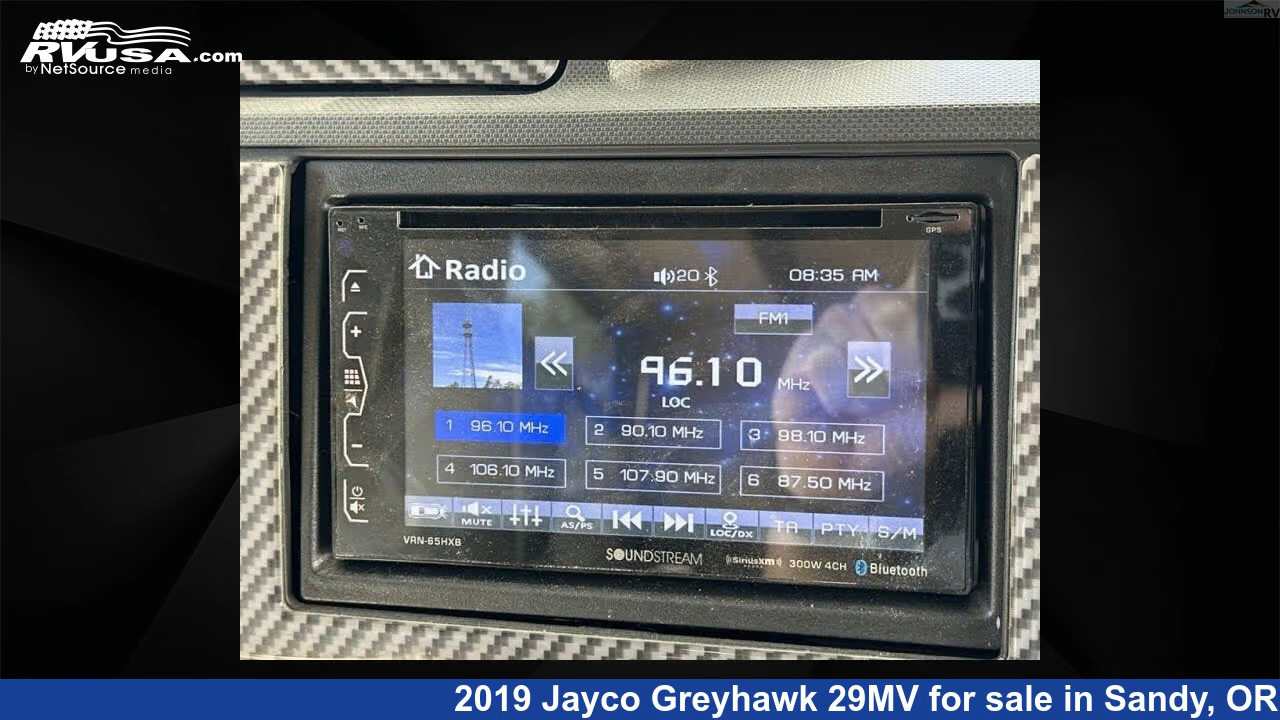 RVUSA.com
by NetSource media
JOHNSON RV
RST MIC
GPS
Radio
20
08:35 AM
FM1
96.10 MHz
LOC
1 96.10 MHz
2 90.10 MHz
3 98.10 MHz
4 106.10 MHz
5 107.90 MHz
6 87.50 MHz
MUTE
AS/PS
LOC/DX
TA
PTY
S/M
VRN-65HXB
SOUNDSTREAM
SiriusXM
300W 4CH
Bluetooth
2019 Jayco Greyhawk 29MV for sale in Sandy, OR